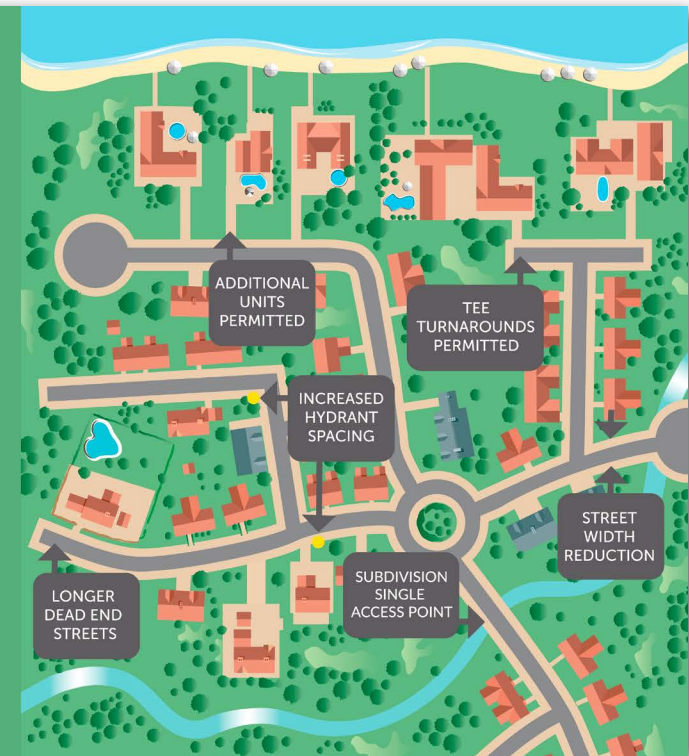 ADDITIONAL
UNITS
PERMITTED
TEE
TURNAROUNDS
PERMITTED
INCREASED
HYDRANT
SPACING
STREET
WIDTH
REDUCTION
SUBDIVISION
SINGLE
ACCESS POINT
LONGER
DEAD END
STREETS